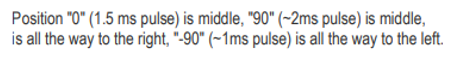 Position "0" (1.5 ms pulse) is middle, "90" (~2ms pulse) is middle,
is all the way to the right, "-90" (~1ms pulse) is all the way to the left.